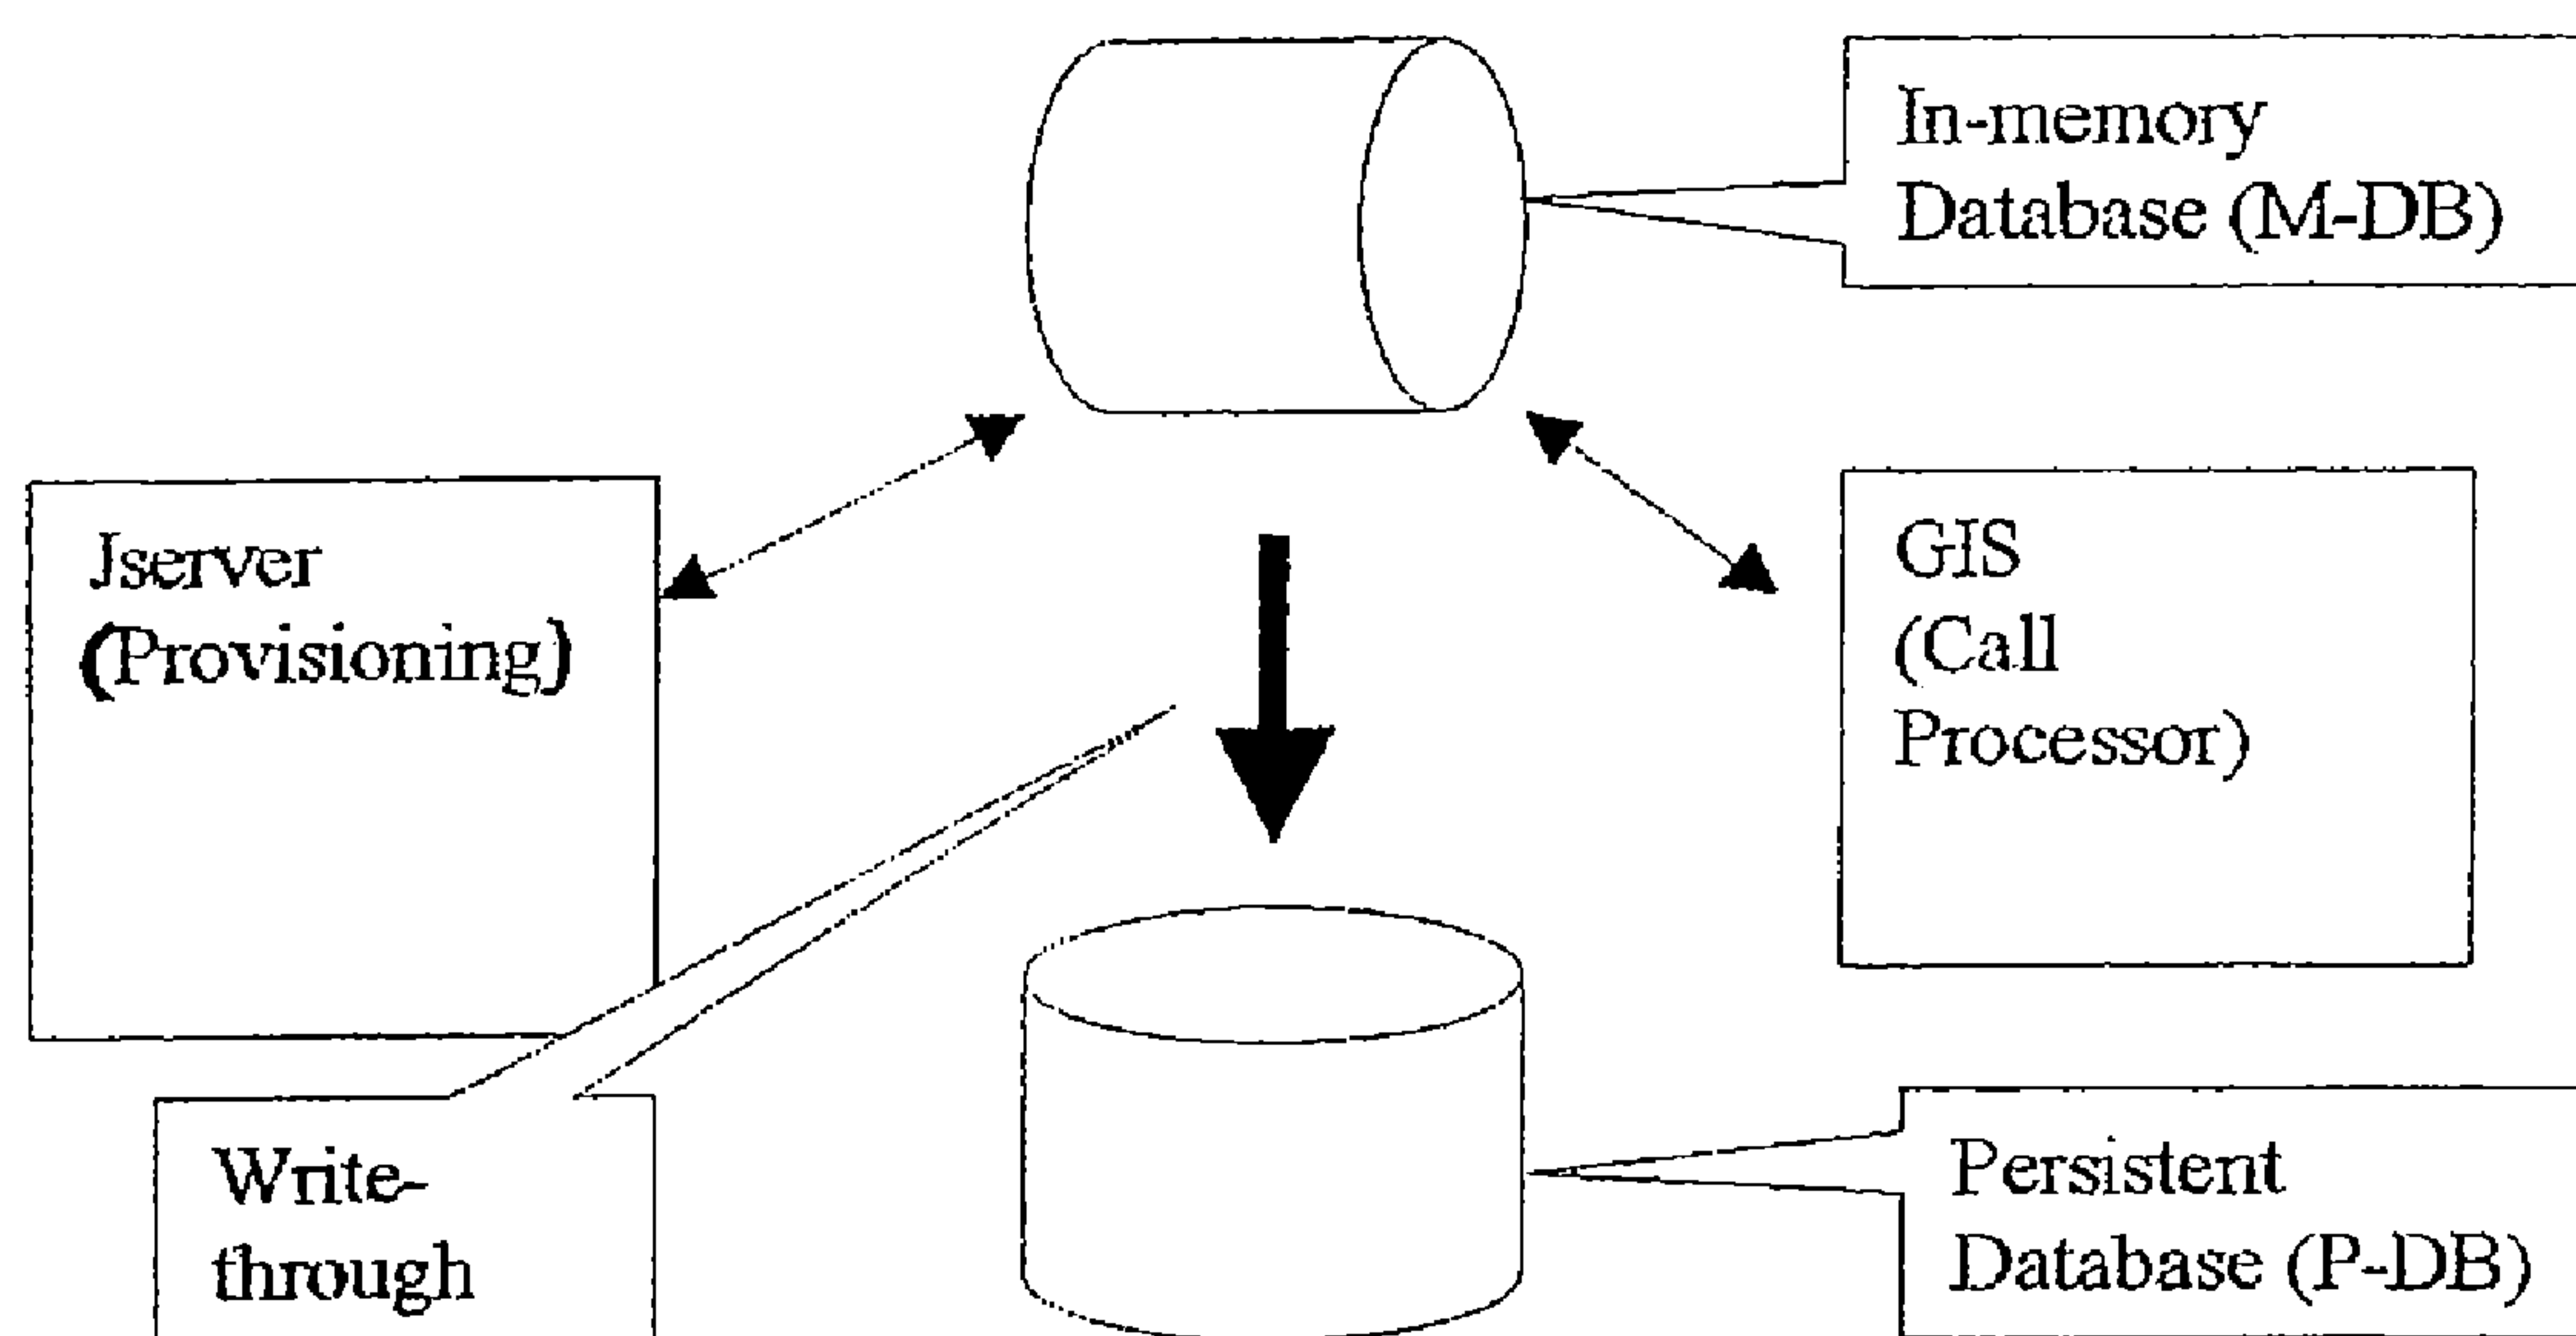 In-memory
Database (M-DB)
Jserver
(Provisioning)
GIS
(Call
Processor)
Write-
through
Persistent
Database (P-DB)